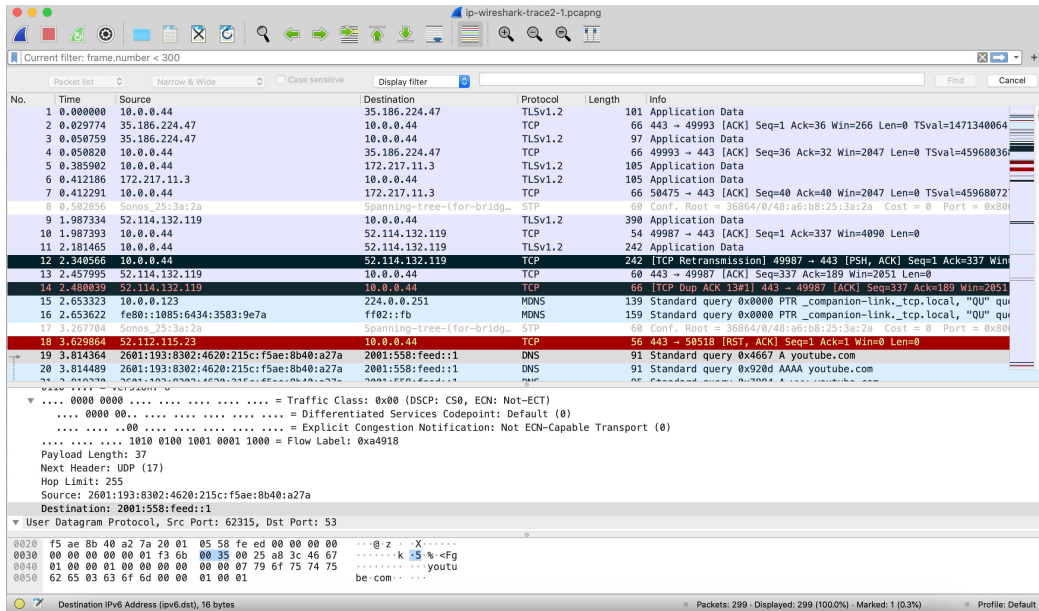 ip-wireshark-trace2-1.pcapng
Current filter: frame.number < 300
Packet list Narrow & Wide Case sensitive Display filter Find Cancel
No. Time Source Destination Protocol Length Info
1 0.000000 10.0.0.44 35.186.224.47 TLSv1.2 101 Application Data
2 0.029774 35.186.224.47 10.0.0.44 TCP 66 443 → 49993 [ACK] Seq=1 Ack=36 Win=266 Len=0 TSval=1471340064
3 0.050759 35.186.224.47 10.0.0.44 TLSv1.2 97 Application Data
4 0.050820 10.0.0.44 35.186.224.47 TCP 66 49993 → 443 [ACK] Seq=36 Ack=32 Win=2047 Len=0 TSval=45968036
5 0.385902 10.0.0.44 172.217.11.3 TLSv1.2 105 Application Data
6 0.412186 172.217.11.3 10.0.0.44 TLSv1.2 105 Application Data
7 0.412291 10.0.0.44 172.217.11.3 TCP 66 50475 → 443 [ACK] Seq=40 Ack=40 Win=2047 Len=0 TSval=45968072
8 0.502856 Sonos_25:3a:2a Spanning-tree-(for-bridg… STP 60 Conf. Root = 36864/0/48:a6:b8:25:3a:2a Cost = 0 Port = 0x80
9 1.987334 52.114.132.119 10.0.0.44 TLSv1.2 390 Application Data
10 1.987393 10.0.0.44 52.114.132.119 TCP 54 49987 → 443 [ACK] Seq=1 Ack=337 Win=4090 Len=0
11 2.181465 10.0.0.44 52.114.132.119 TLSv1.2 242 Application Data
12 2.340566 10.0.0.44 52.114.132.119 TCP 242 [TCP Retransmission] 49987 → 443 [PSH, ACK] Seq=1 Ack=337 Win
13 2.457995 52.114.132.119 10.0.0.44 TCP 60 443 → 49987 [ACK] Seq=337 Ack=189 Win=2051 Len=0
14 2.480039 52.114.132.119 10.0.0.44 TCP 66 [TCP Dup ACK 13#1] 443 → 49987 [ACK] Seq=337 Ack=189 Win=2051
15 2.653323 10.0.0.123 224.0.0.251 MDNS 139 Standard query 0x0000 PTR _companion-link._tcp.local, "QU" que
16 2.653622 fe80::1085:6434:3583:9e7a ff02::fb MDNS 159 Standard query 0x0000 PTR _companion-link._tcp.local, "QU" que
17 3.267704 Sonos_25:3a:2a Spanning-tree-(for-bridg… STP 60 Conf. Root = 36864/0/48:a6:b8:25:3a:2a Cost = 0 Port = 0x80
18 3.629864 52.112.115.23 10.0.0.44 TCP 56 443 → 50518 [RST, ACK] Seq=1 Ack=1 Win=0 Len=0
19 3.814364 2601:193:8302:4620:215c:f5ae:8b40:a27a 2001:558:feed::1 DNS 91 Standard query 0x4667 A youtube.com
20 3.814489 2601:193:8302:4620:215c:f5ae:8b40:a27a 2001:558:feed::1 DNS 91 Standard query 0x920d AAAA youtube.com
.... 0000 0000 .... .... .... .... .... = Traffic Class: 0x00 (DSCP: CS0, ECN: Not-ECT)
.... 0000 00.. .... .... .... .... .... = Differentiated Services Codepoint: Default (0)
.... .... ..00 .... .... .... .... .... = Explicit Congestion Notification: Not ECN-Capable Transport (0)
.... .... .... 1010 0100 1001 0001 1000 = Flow Label: 0xa4918
Payload Length: 37
Next Header: UDP (17)
Hop Limit: 255
Source: 2601:193:8302:4620:215c:f5ae:8b40:a27a
Destination: 2001:558:feed::1
User Datagram Protocol, Src Port: 62315, Dst Port: 53
0020 f5 ae 8b 40 a2 7a 20 01 05 58 fe ed 00 00 00 00 ···@·z · ·X······
0030 00 00 00 00 00 01 f3 6b 00 35 00 25 a8 3c 46 67 ·······k ·5·%·<Fg
0040 01 00 00 01 00 00 00 00 00 00 07 79 6f 75 74 75 ········ ···youtu
0050 62 65 03 63 6f 6d 00 00 01 00 01 be·com·· ···
Destination IPv6 Address (ipv6.dst), 16 bytes Packets: 299 · Displayed: 299 (100.0%) · Marked: 1 (0.3%) Profile: Default